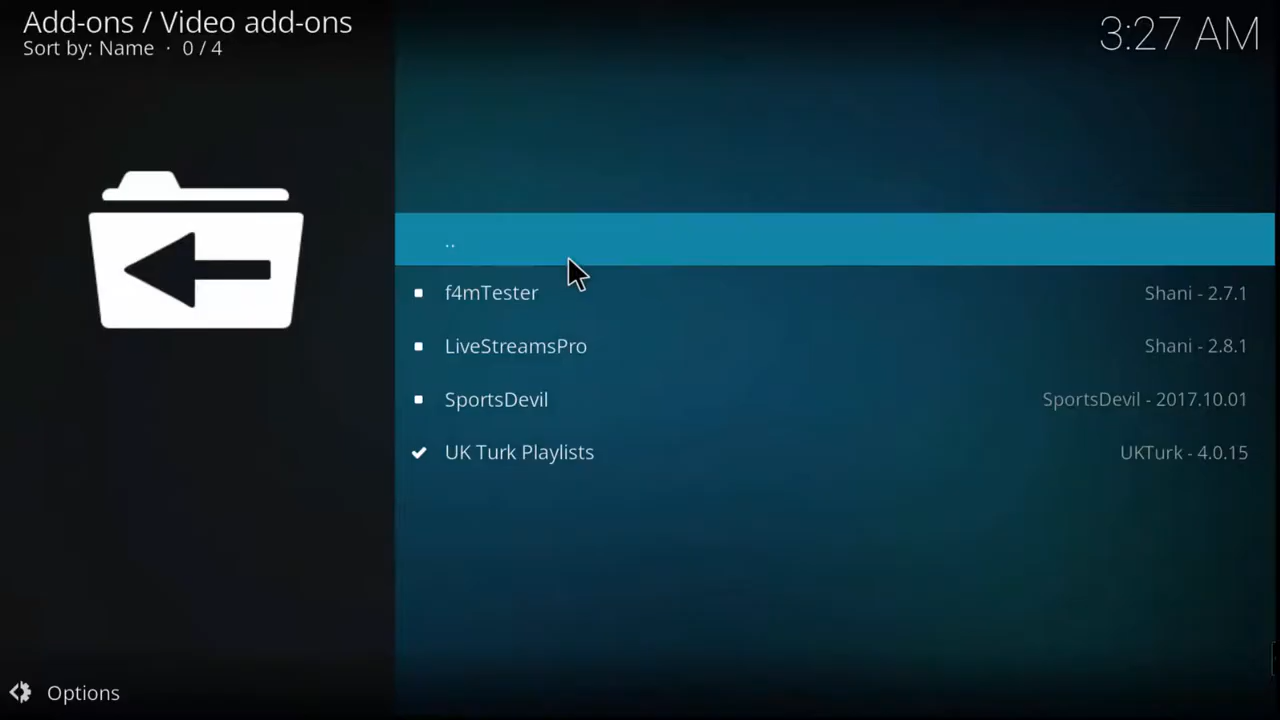 Add-ons / Video add-ons
Sort by: Name · 0 / 4
3:27 AM
..
f4mTester Shani - 2.7.1
LiveStreamsPro Shani - 2.8.1
SportsDevil SportsDevil - 2017.10.01
UK Turk Playlists UKTurk - 4.0.15
Options